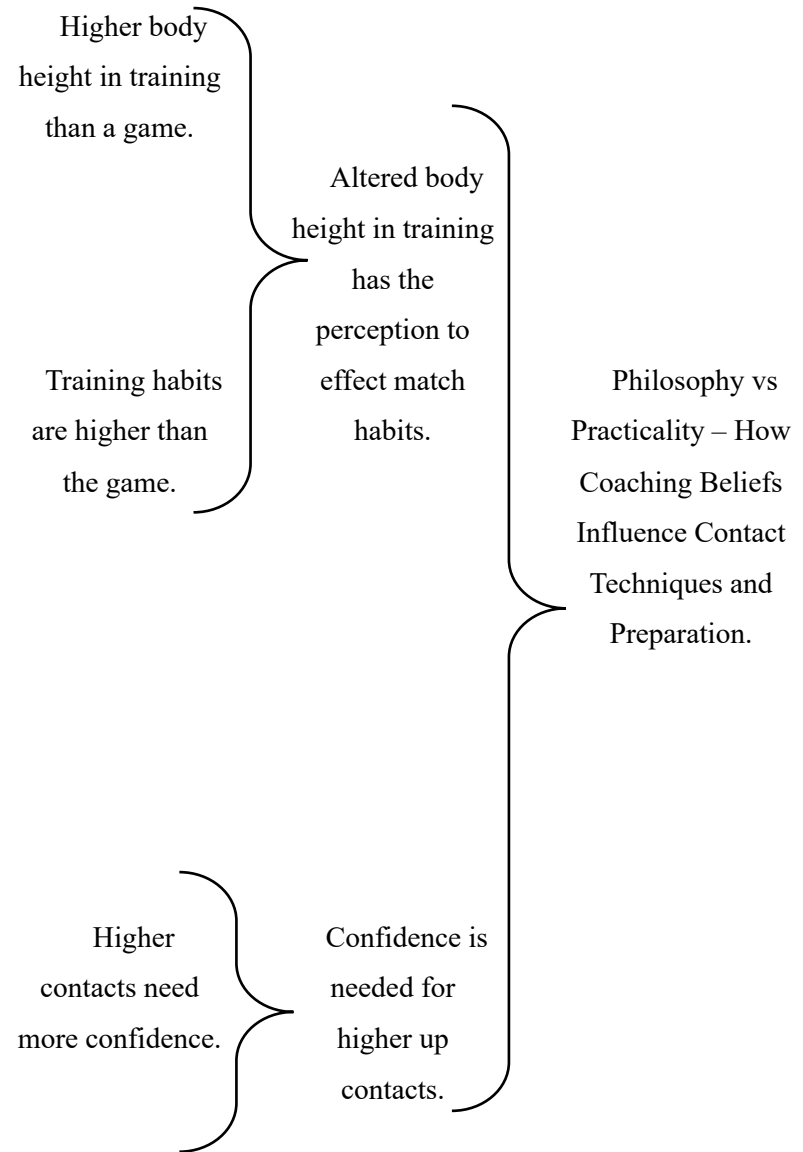 Higher body
height in training
than a game.
Training habits
are higher than
the game.
Altered body
height in training
has the
perception to
effect match
habits.
Higher
contacts need
more confidence.
Confidence is
needed for
higher up
contacts.
Philosophy vs
Practicality – How
Coaching Beliefs
Influence Contact
Techniques and
Preparation.